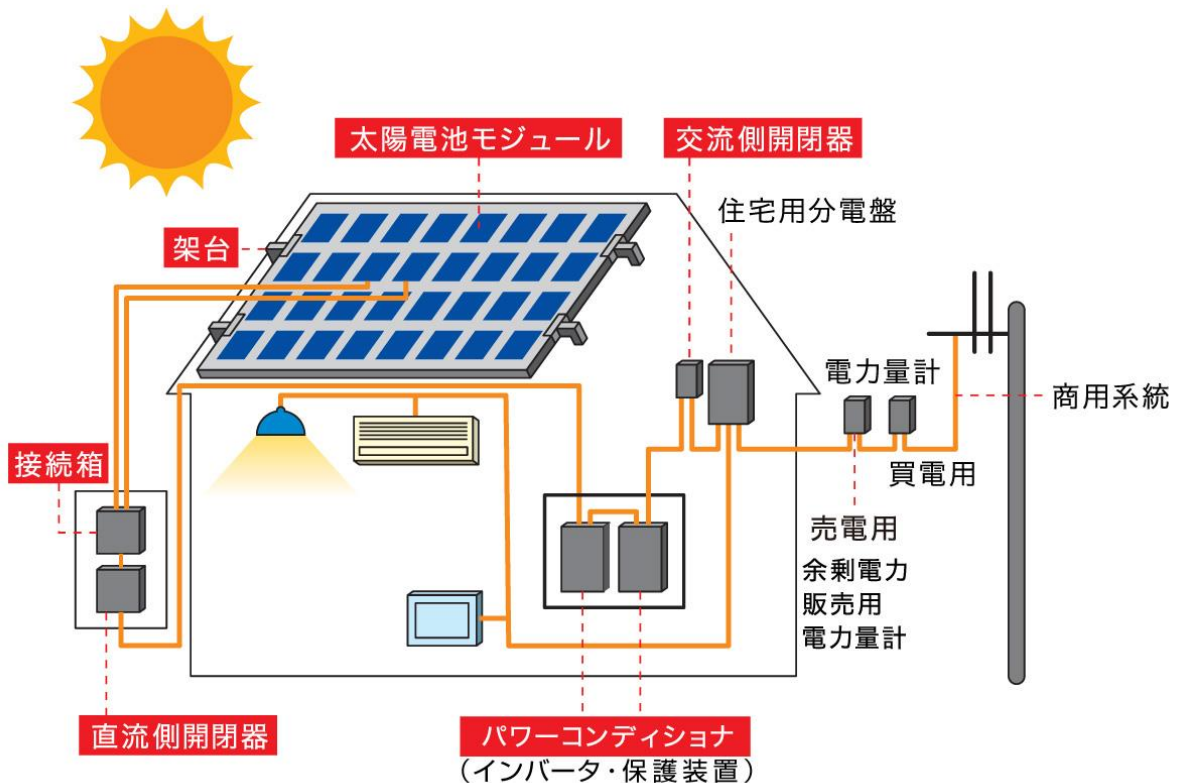 太陽電池モジュール
交流側開閉器
住宅用分電盤
架台
電力量計
商用系統
接続箱
買電用
売電用
余剰電力
販売用
電力量計
直流側開閉器
パワーコンディショナ
（インバータ・保護装置）